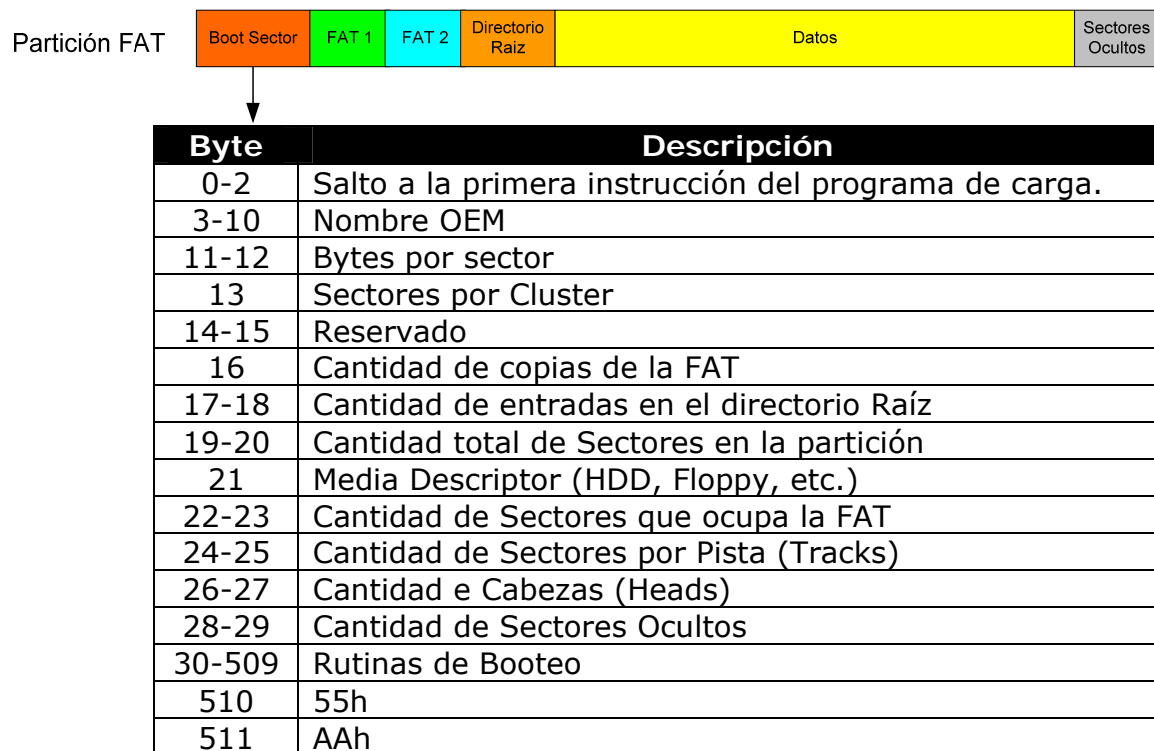 Partición FAT
Boot Sector
FAT 1
FAT 2
Directorio
Raiz
Datos
Sectores
Ocultos
Byte Descripción
0-2 Salto a la primera instrucción del programa de carga.
3-10 Nombre OEM
11-12 Bytes por sector
13 Sectores por Cluster
14-15 Reservado
16 Cantidad de copias de la FAT
17-18 Cantidad de entradas en el directorio Raíz
19-20 Cantidad total de Sectores en la partición
21 Media Descriptor (HDD, Floppy, etc.)
22-23 Cantidad de Sectores que ocupa la FAT
24-25 Cantidad de Sectores por Pista (Tracks)
26-27 Cantidad e Cabezas (Heads)
28-29 Cantidad de Sectores Ocultos
30-509 Rutinas de Booteo
510 55h
511 AAh